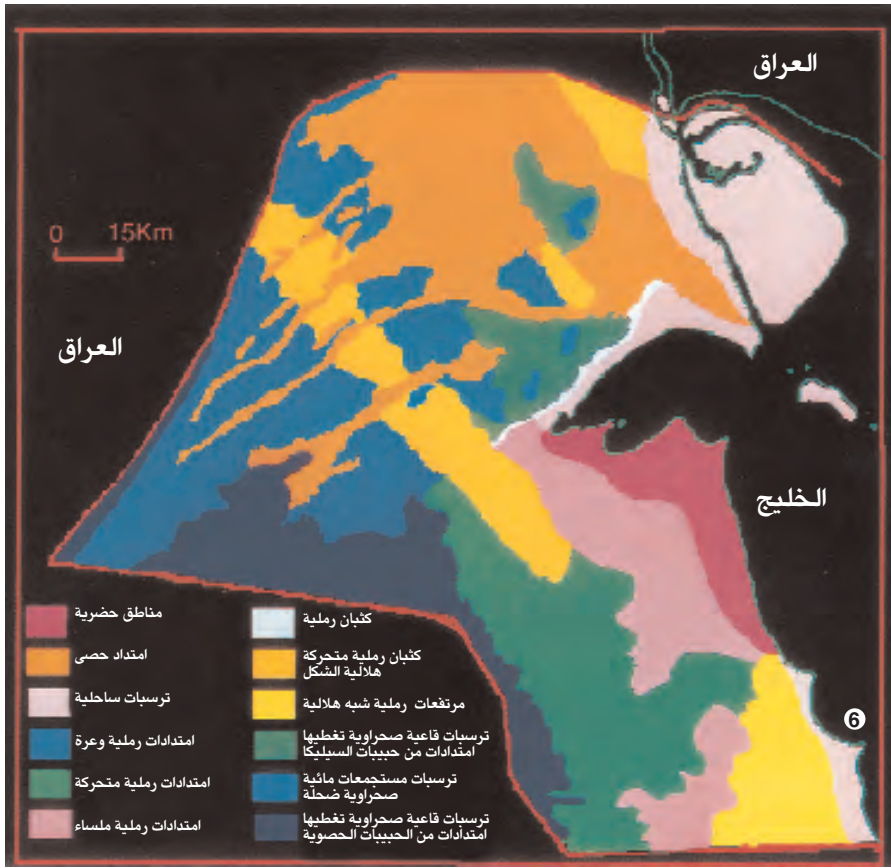 العراق
0 15Km
العراق
الخليج
مناطق حضرية
امتداد حصى
ترسبات ساحلية
امتدادات رملية وعرة
امتدادات رملية متحركة
امتدادات رملية ملساء
كثبان رملية
كثبان رملية متحركة
هلالية الشكل
مرتفعات رملية شبه هلالية
ترسبات قاعية صحراوية تغطيها
امتدادات من حبيبات السيليكا
ترسبات مستجمعات مائية
صحراوية ضحلة
ترسبات قاعية صحراوية تغطيها
امتدادات من الحبيبات الحصوية
6